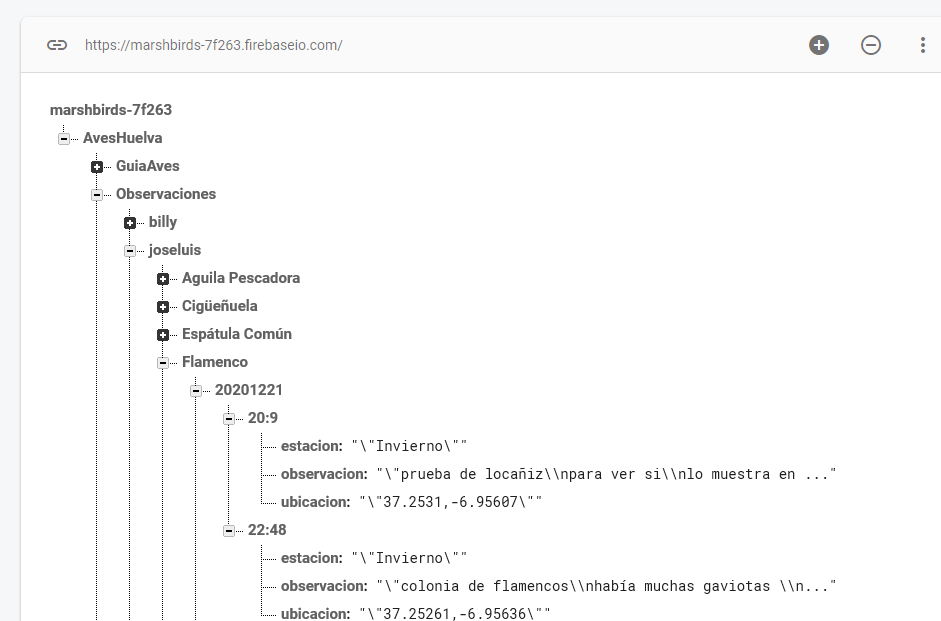 https://marshbirds-7f263.firebaseio.com/
marshbirds-7f263
AvesHuelva
GuiaAves
Observaciones
billy
joseluis
Aguila Pescadora
Cigüeñuela
Espátula Común
Flamenco
20201221
20:9
estacion: "\"Invierno\""
observacion: "\"prueba de locañiz\\npara ver si\\nlo muestra en ..."
ubicacion: "\"37.2531,-6.95607\""
22:48
estacion: "\"Invierno\""
observacion: "\"colonia de flamencos\\nhabía muchas gaviotas \\n..."
ubicacion: "\"37.25261,-6.95636\""